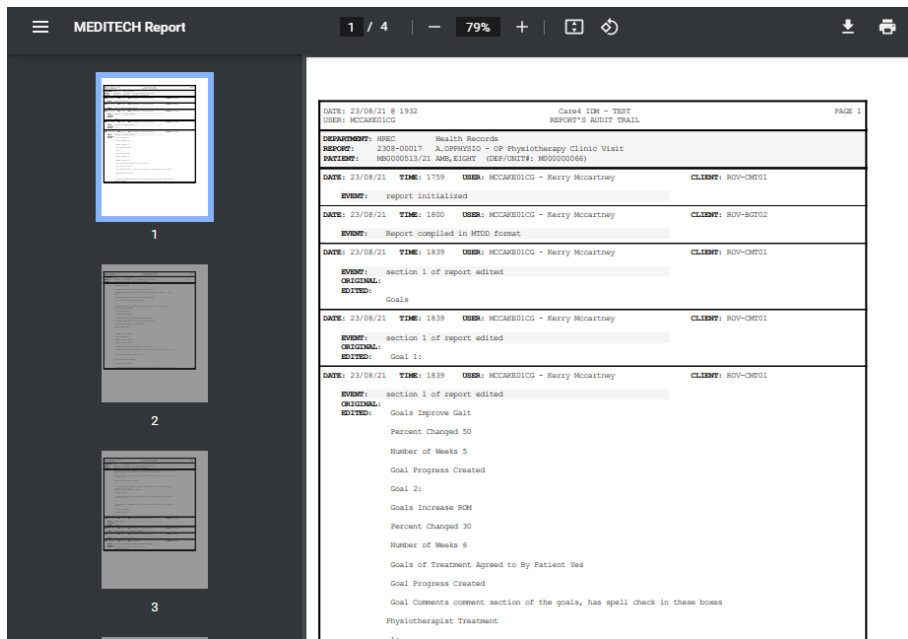 MEDITECH Report
1 / 4
79%
1
2
3
DATE: 23/08/21 @ 1932 Care4 IDM - TEST PAGE 1
USER: MCCAKE01CG REPORT'S AUDIT TRAIL
DEPARTMENT: HREC Health Records
REPORT: 2308-00017 A.OPPHYSIO - OP Physiotherapy Clinic Visit
PATIENT: MB0000513/21 AMB,EIGHT (DEP/UNIT#: M000000066)
DATE: 23/08/21 TIME: 1759 USER: MCCAKE01CG - Kerry Mccartney CLIENT: ROV-CMT01
EVENT: report initialized
DATE: 23/08/21 TIME: 1800 USER: MCCAKE01CG - Kerry Mccartney CLIENT: ROV-BGT02
EVENT: Report compiled in MTDD format
DATE: 23/08/21 TIME: 1839 USER: MCCAKE01CG - Kerry Mccartney CLIENT: ROV-CMT01
EVENT: section 1 of report edited
ORIGINAL:
EDITED:
Goals
DATE: 23/08/21 TIME: 1839 USER: MCCAKE01CG - Kerry Mccartney CLIENT: ROV-CMT01
EVENT: section 1 of report edited
ORIGINAL:
EDITED: Goal 1:
DATE: 23/08/21 TIME: 1839 USER: MCCAKE01CG - Kerry Mccartney CLIENT: ROV-CMT01
EVENT: section 1 of report edited
ORIGINAL:
EDITED: Goals Improve Gait
Percent Changed 50
Number of Weeks 5
Goal Progress Created
Goal 2:
Goals Increase ROM
Percent Changed 30
Number of Weeks 6
Goals of Treatment Agreed to By Patient Yes
Goal Progress Created
Goal Comments comment section of the goals, has spell check in these boxes
Physiotherapist Treatment